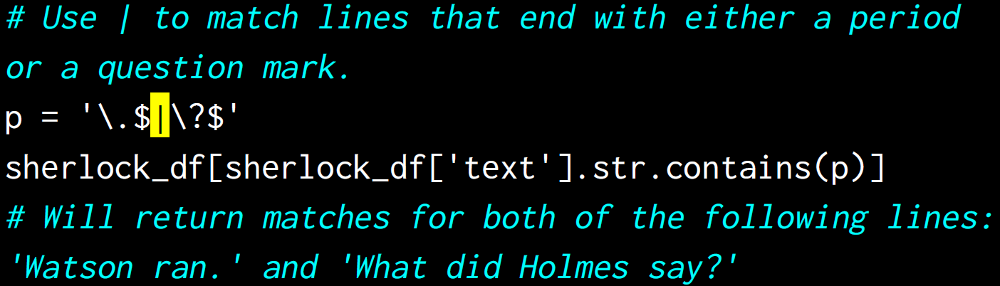 # Use | to match lines that end with either a period
or a question mark.
p = '\.$|\?$'
sherlock_df[sherlock_df['text'].str.contains(p)]
# Will return matches for both of the following lines:
'Watson ran.' and 'What did Holmes say?'